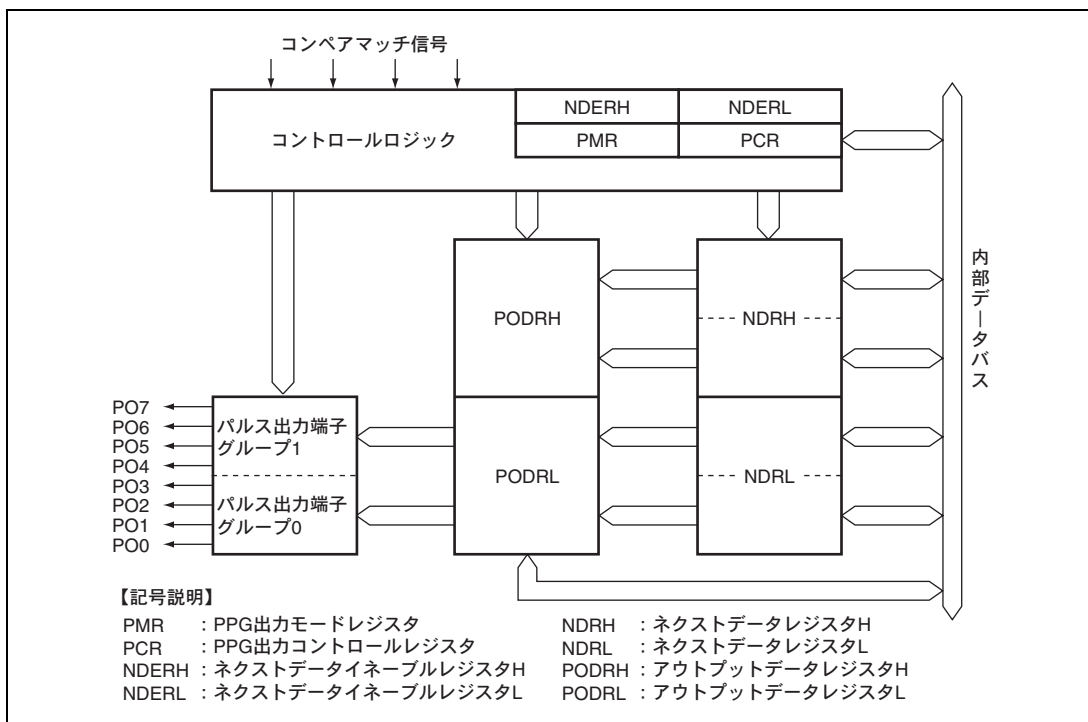 コンペアマッチ信号
コントロールロジック
NDERH
NDERL
PMR
PCR
内部データバス
PODRH
NDRH
PODRL
NDRL
PO7
PO6
PO5
PO4
PO3
PO2
PO1
PO0
パルス出力端子
グループ1
パルス出力端子
グループ0
【記号説明】
PMR :PPG出力モードレジスタ
PCR :PPG出力コントロールレジスタ
NDERH :ネクストデータイネーブルレジスタH
NDERL :ネクストデータイネーブルレジスタL
NDRH :ネクストデータレジスタH
NDRL :ネクストデータレジスタL
PODRH :アウトプットデータレジスタH
PODRL :アウトプットデータレジスタL